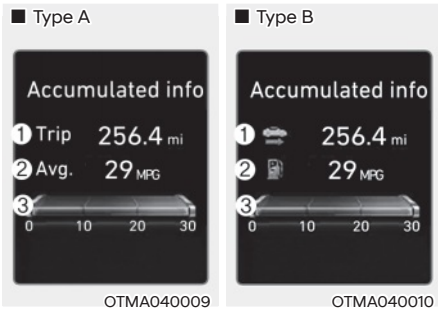 ■ Type A
Accumulated info
① Trip 256.4 mi
② Avg. 29 MPG
③
0 10 20 30
OTMA040009
■ Type B
Accumulated info
① 256.4 mi
② 29 MPG
③
0 10 20 30
OTMA040010